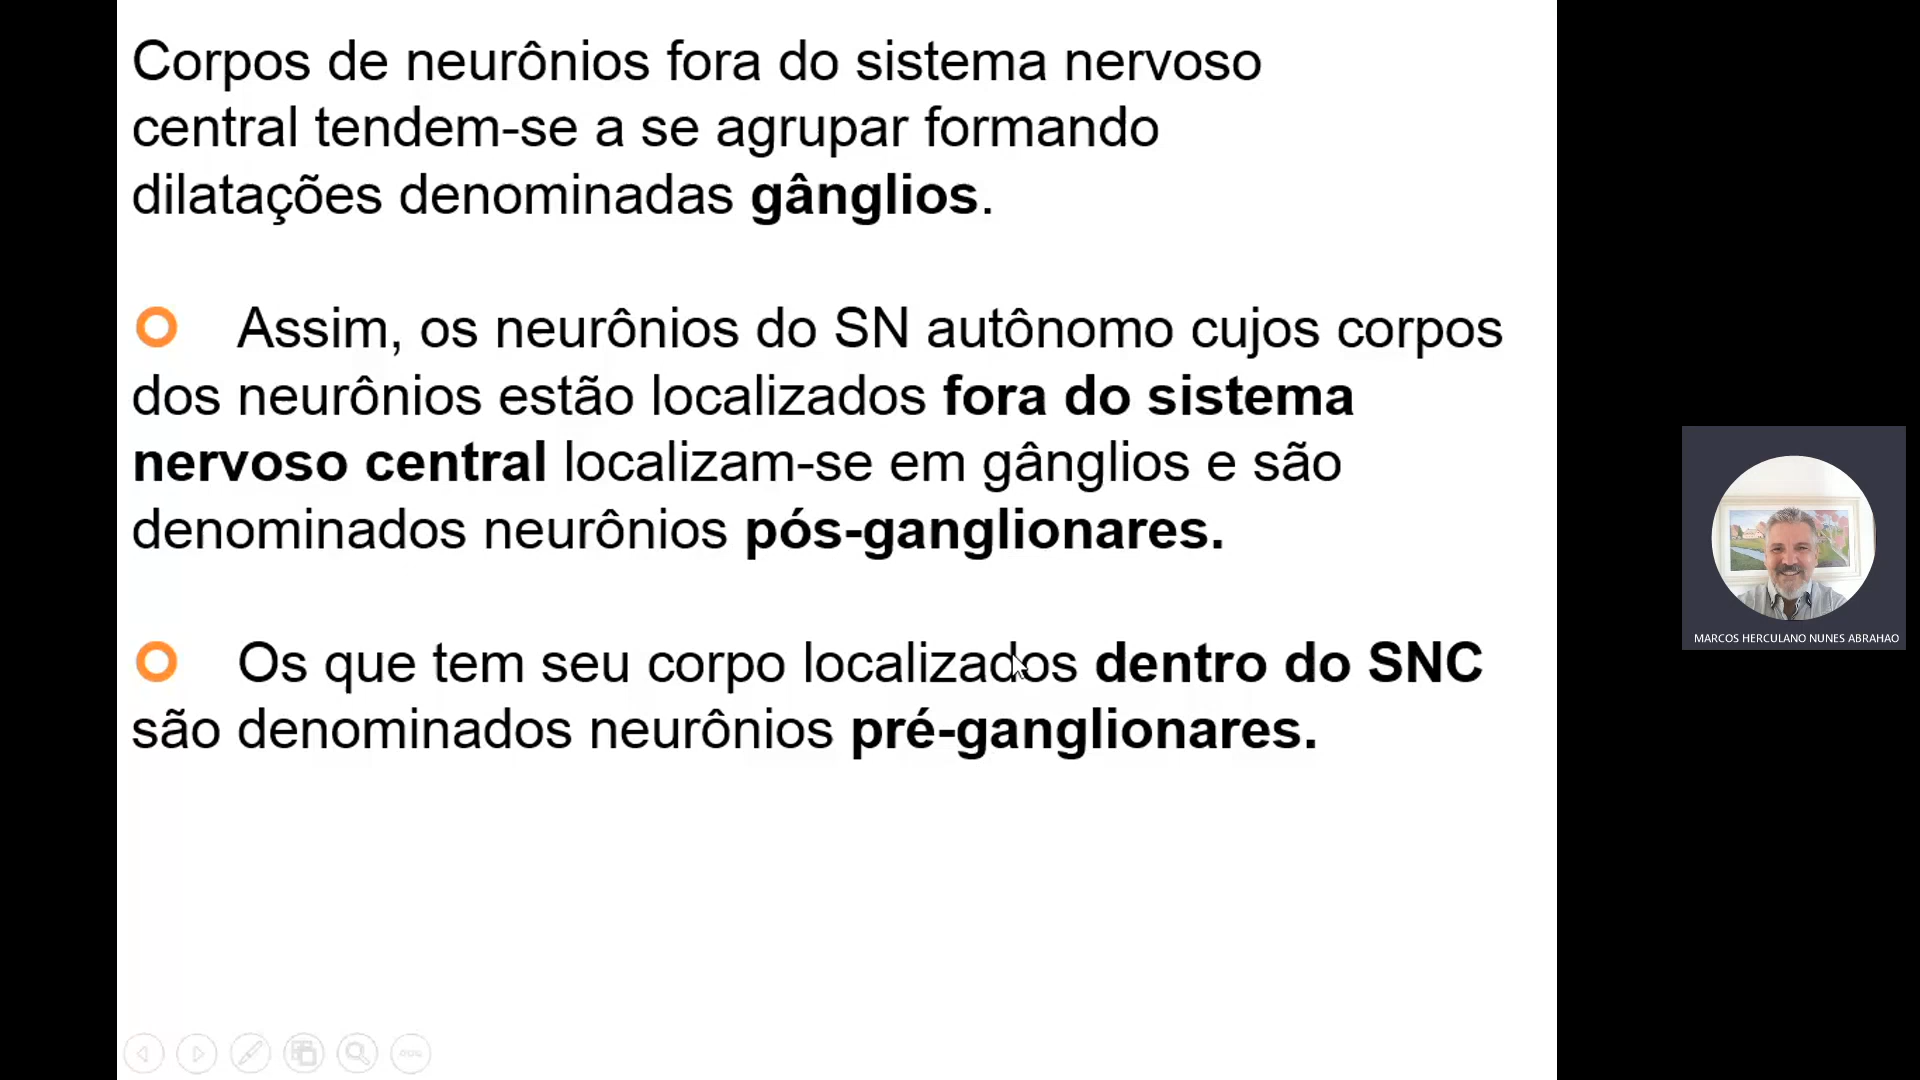 Corpos de neurônios fora do sistema nervoso
central tendem-se a se agrupar formando
dilatações denominadas gânglios.
Assim, os neurônios do SN autônomo cujos corpos
dos neurônios estão localizados fora do sistema
nervoso central localizam-se em gânglios e são
denominados neurônios pós-ganglionares.
Os que tem seu corpo localizados dentro do SNC
são denominados neurônios pré-ganglionares.
MARCOS HERCULANO NUNES ABRAHAO